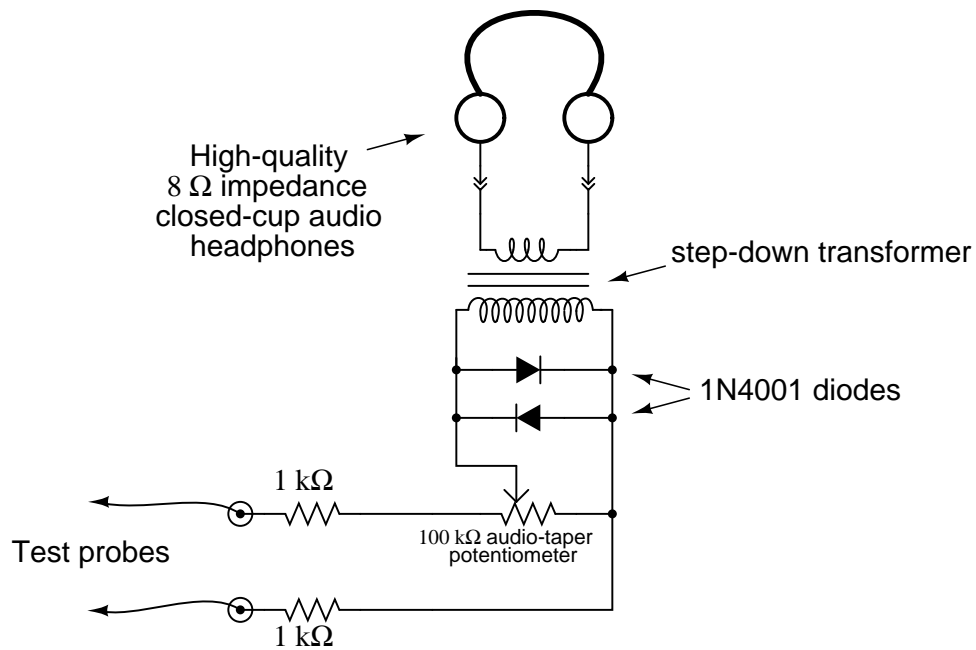 High-quality
8 Ω impedance
closed-cup audio
headphones
step-down transformer
1N4001 diodes
1 kΩ
100 kΩ audio-taper
potentiometer
Test probes
1 kΩ